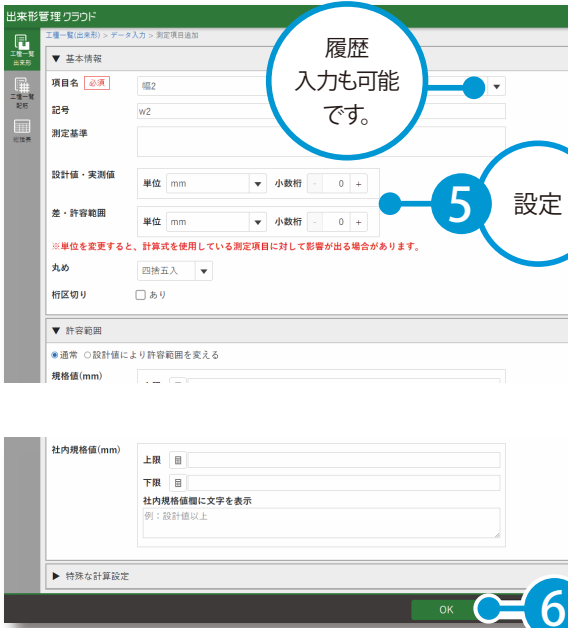 出来形管理クラウド
工種一覧(出来形) > データ入力 > 測定項目追加
工種一覧
出来形
工種一覧
配筋
総括表
▼ 基本情報
項目名 必須 幅2 ▼
履歴
入力も可能
です。
記号 w2
測定基準
設計値・実測値 単位 mm ▼ 小数桁 - 0 +
差・許容範囲 単位 mm ▼ 小数桁 - 0 +
5 設定
※単位を変更すると、計算式を使用している測定項目に対して影響が出る場合があります。
丸め 四捨五入 ▼
桁区切り あり
▼ 許容範囲
通常 設計値により許容範囲を変える
規格値(mm)
社内規格値(mm)
上限
下限
社内規格値欄に文字を表示
例：設計値以上
▶ 特殊な計算設定
OK 6